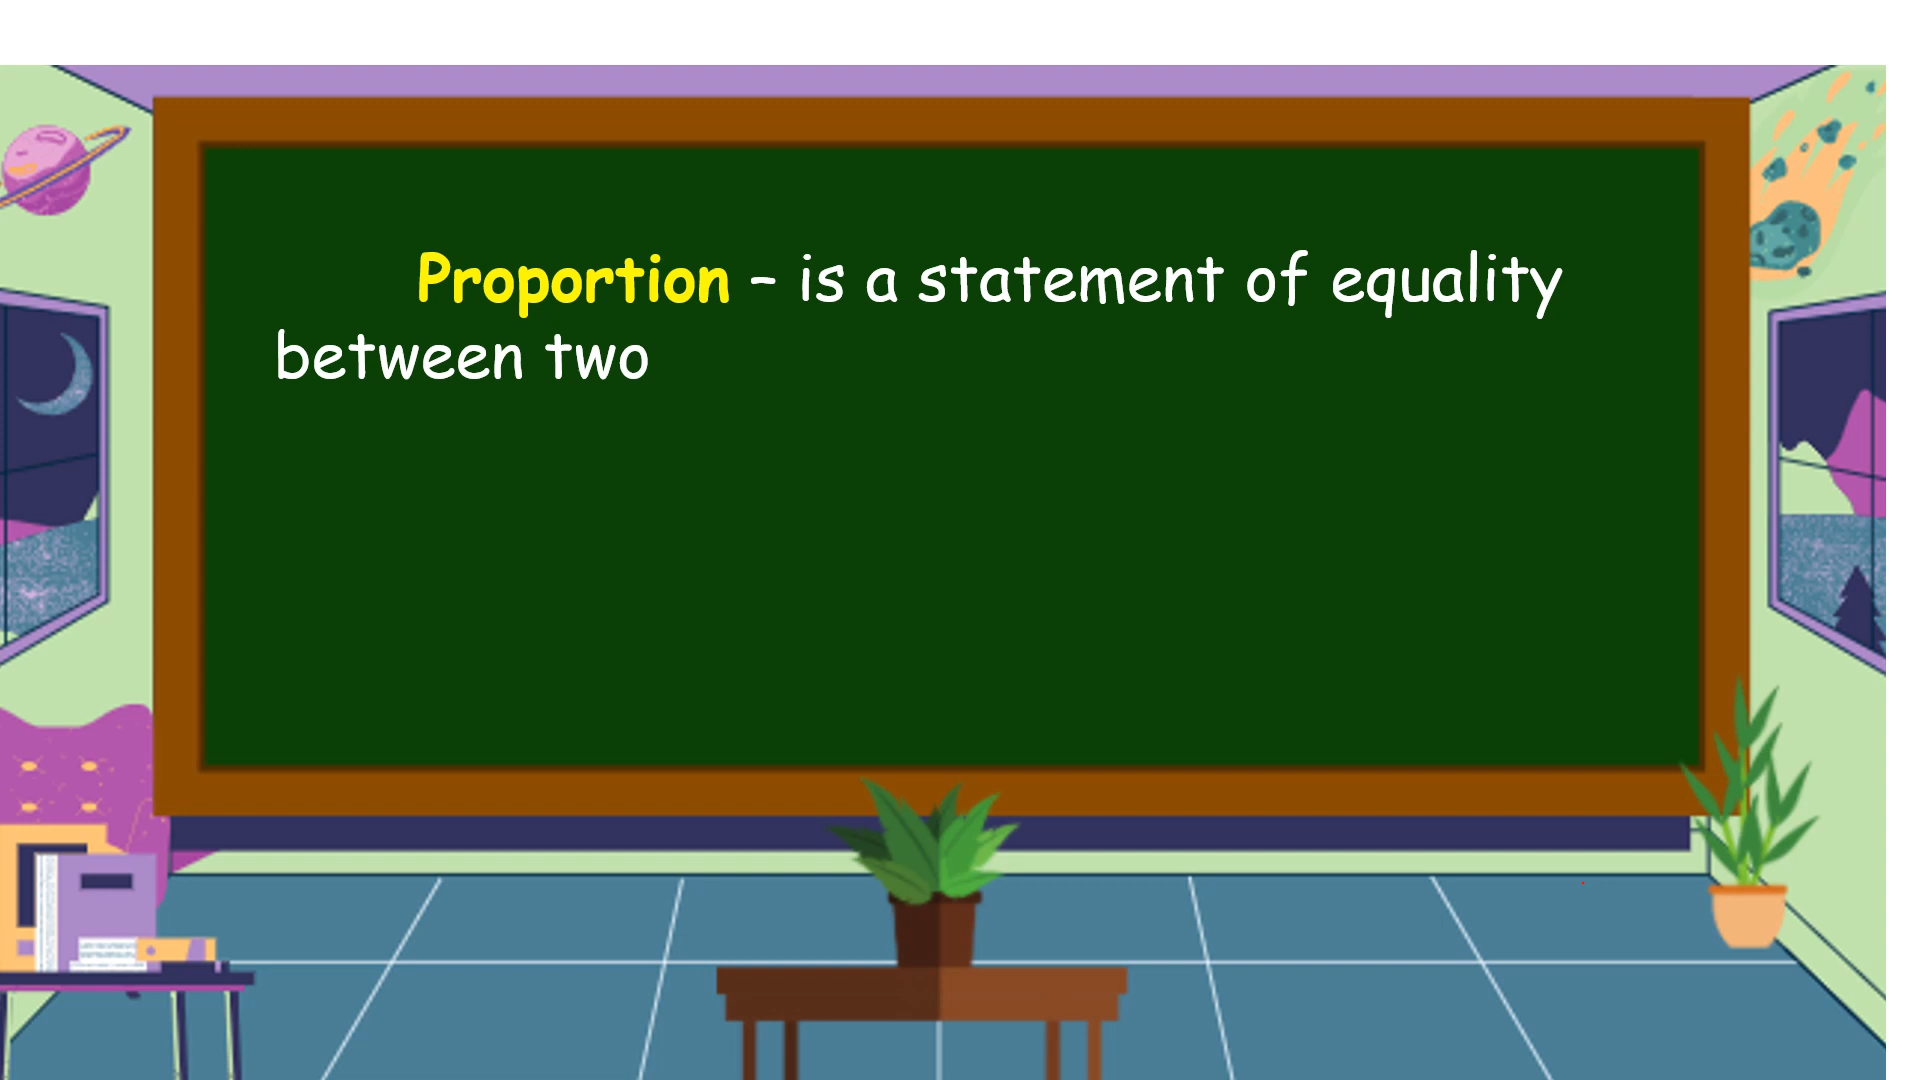 Proportion – is a statement of equality
between two